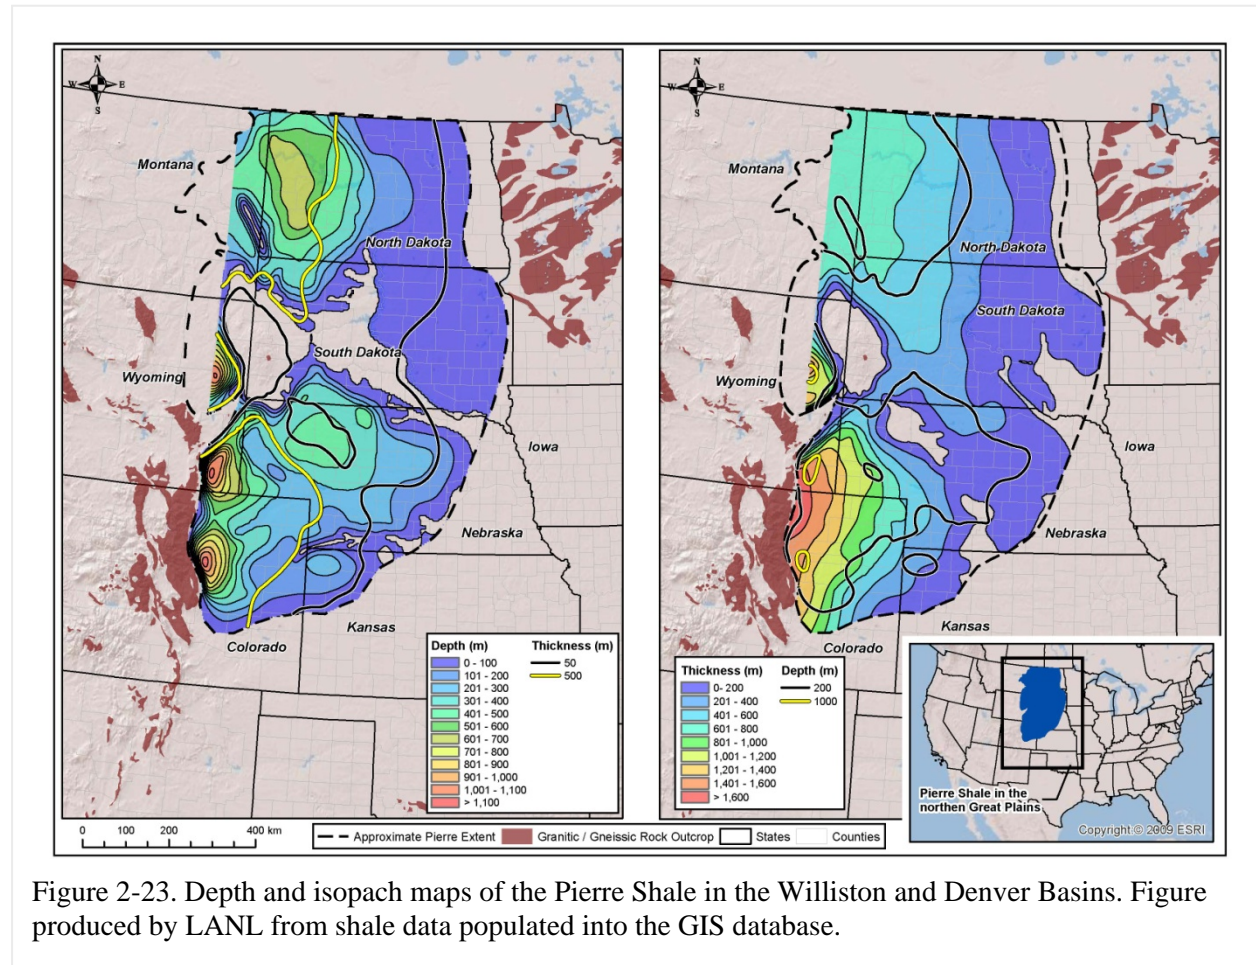 N
W E
S
Montana
North Dakota
South Dakota
Wyoming
Iowa
Nebraska
Kansas
Colorado
Depth (m)
0 - 100
101 - 200
201 - 300
301 - 400
401 - 500
501 - 600
601 - 700
701 - 800
801 - 900
901 - 1,000
1,001 - 1,100
> 1,100
Thickness (m)
50
500
N
W E
S
Montana
North Dakota
South Dakota
Wyoming
Iowa
Nebraska
Kansas
Colorado
Thickness (m)
0- 200
201 - 400
401 - 600
601 - 800
801 - 1,000
1,001 - 1,200
1,201 - 1,400
1,401 - 1,600
> 1,600
Depth (m)
200
1000
Pierre Shale in the
northen Great Plains
Copyright © 2009 ESRI
0 100 200 400 km
Approximate Pierre Extent Granitic / Gneissic Rock Outcrop States Counties
Figure 2-23. Depth and isopach maps of the Pierre Shale in the Williston and Denver Basins. Figure
produced by LANL from shale data populated into the GIS database.